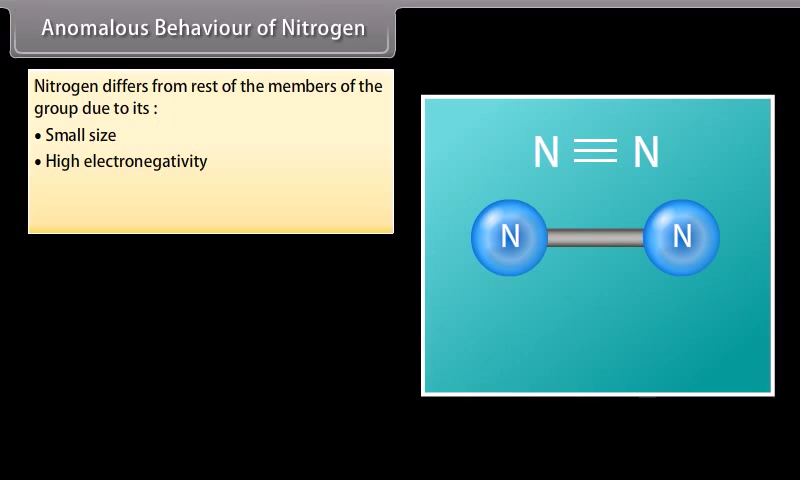 Anomalous Behaviour of Nitrogen
Nitrogen differs from rest of the members of the
group due to its :
• Small size
• High electronegativity
N ≡ N
N N